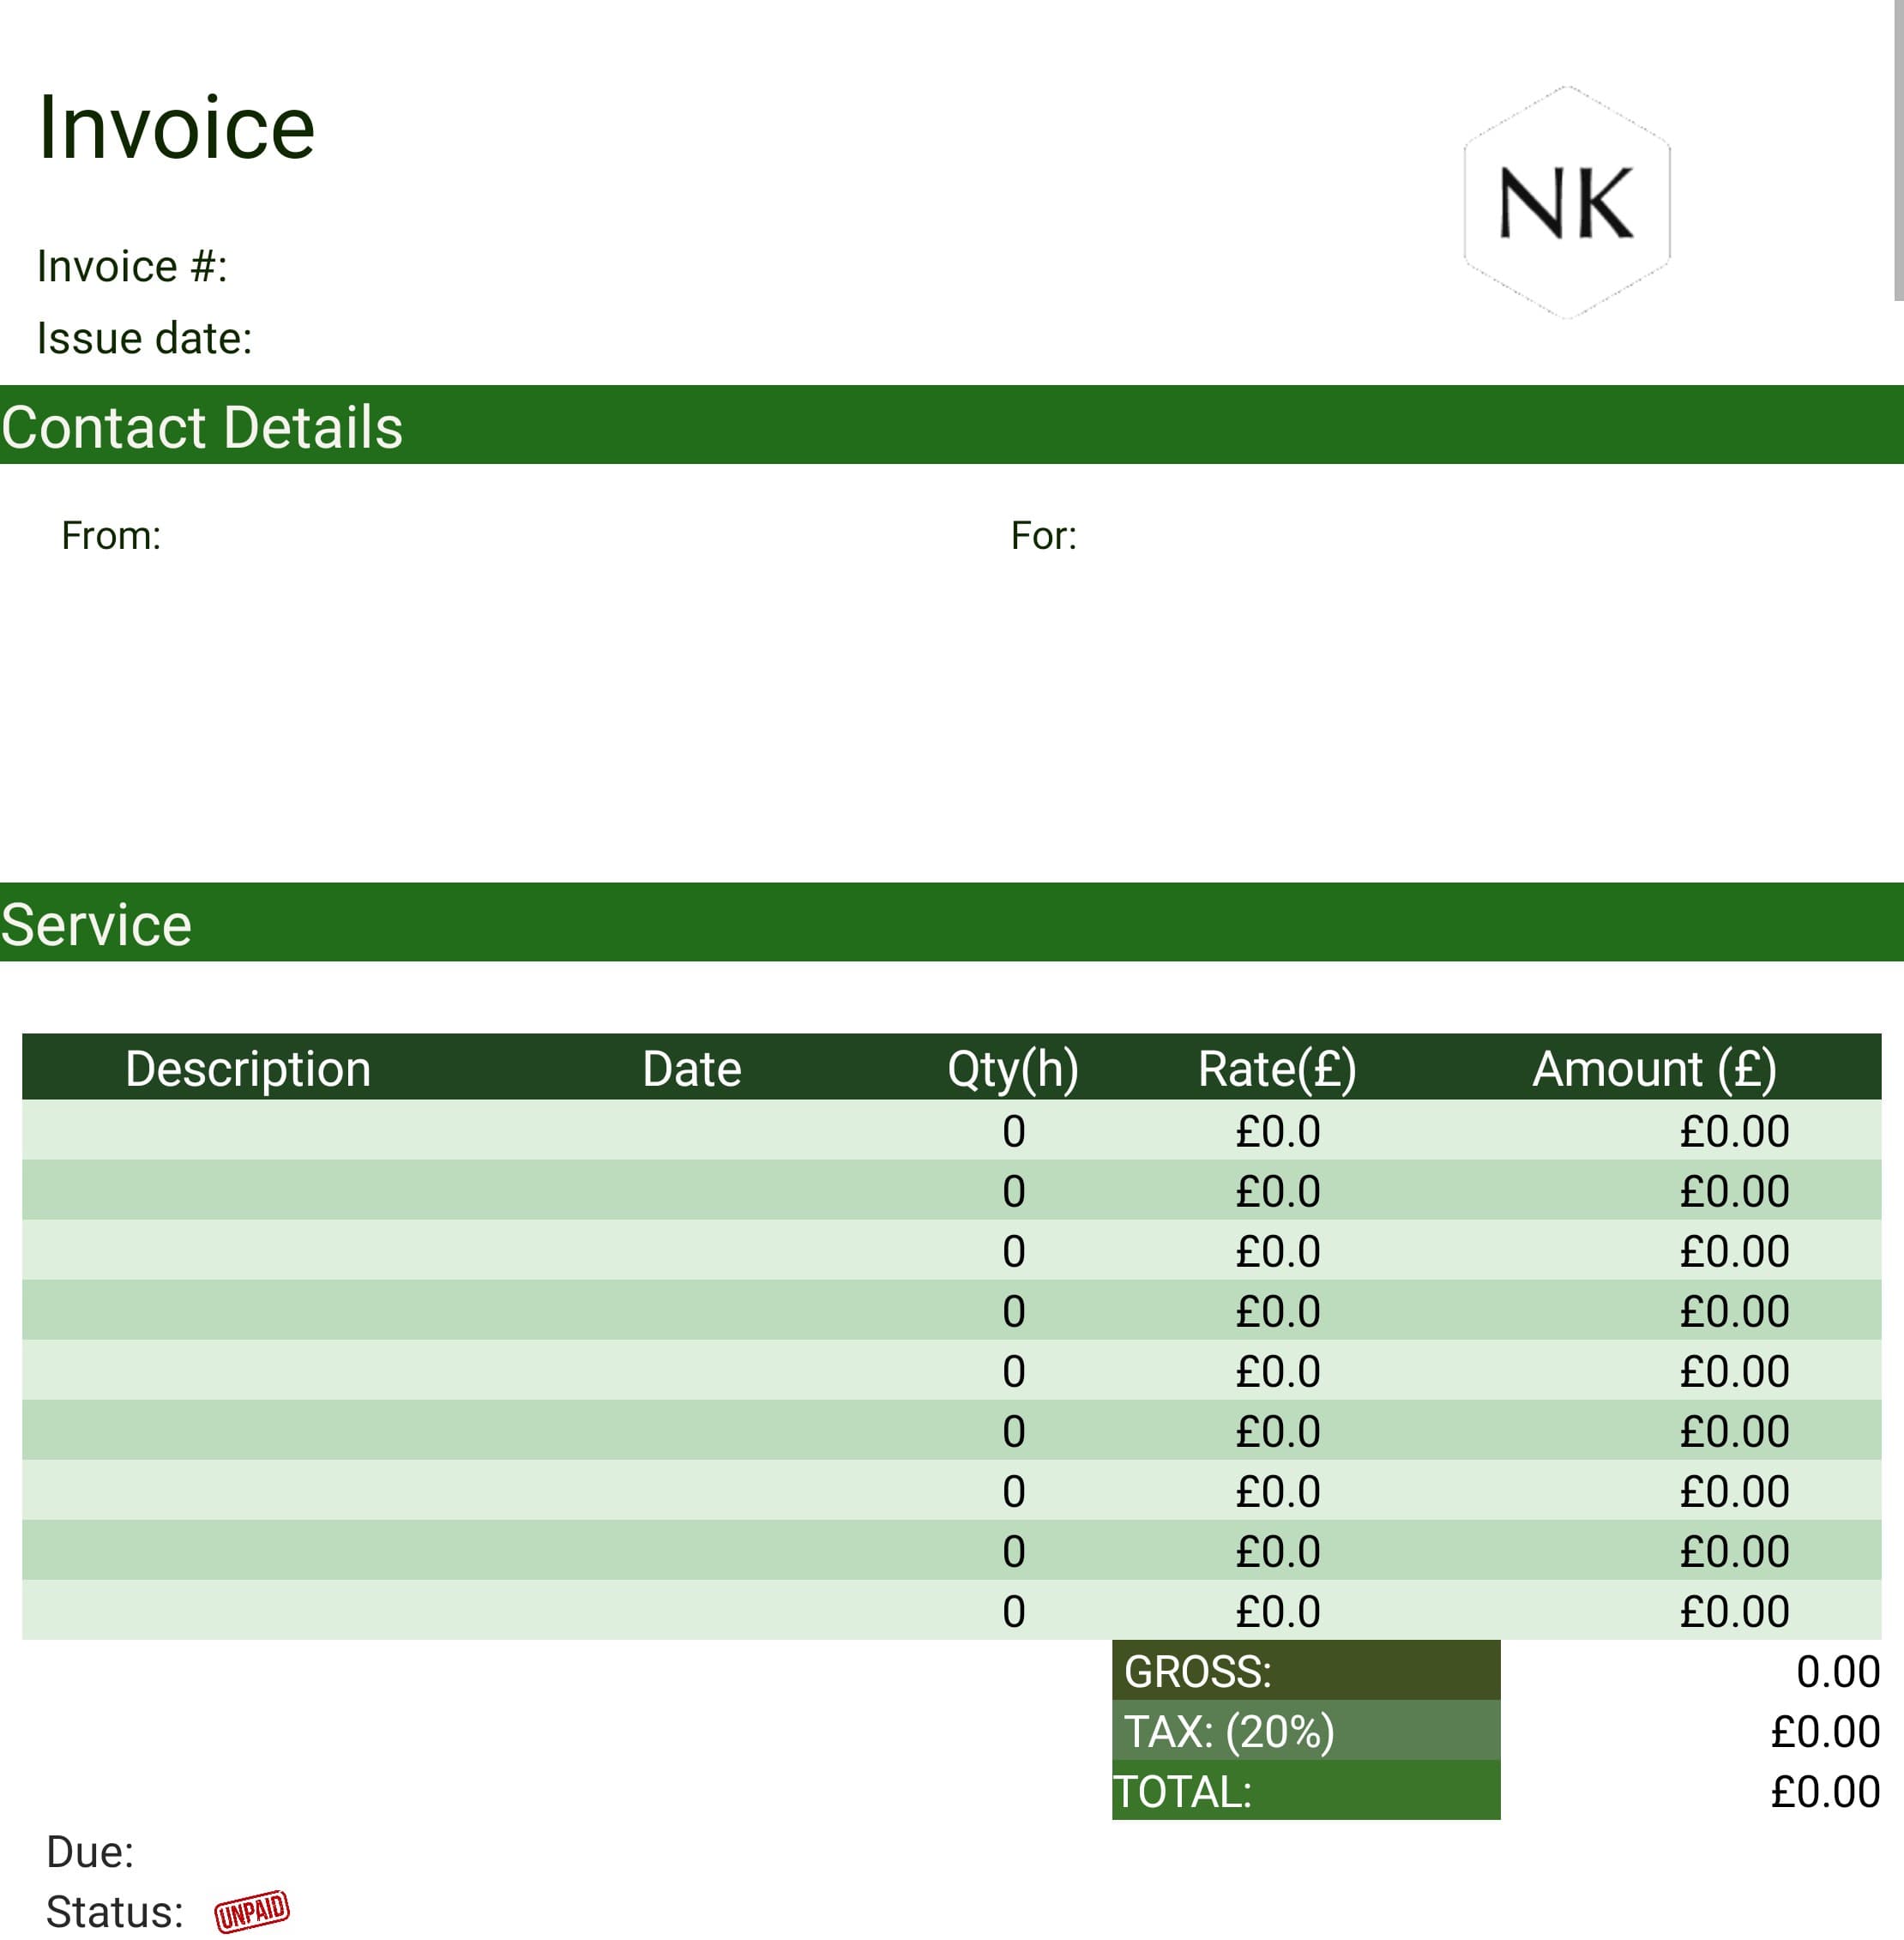 Invoice
NK
Invoice #:
Issue date:
Contact Details
From: For:
Service
Description Date Qty(h) Rate(£) Amount (£)
0 £0.0 £0.00
0 £0.0 £0.00
0 £0.0 £0.00
0 £0.0 £0.00
0 £0.0 £0.00
0 £0.0 £0.00
0 £0.0 £0.00
0 £0.0 £0.00
0 £0.0 £0.00
GROSS: 0.00
TAX: (20%) £0.00
TOTAL: £0.00
Due:
Status: UNPAID